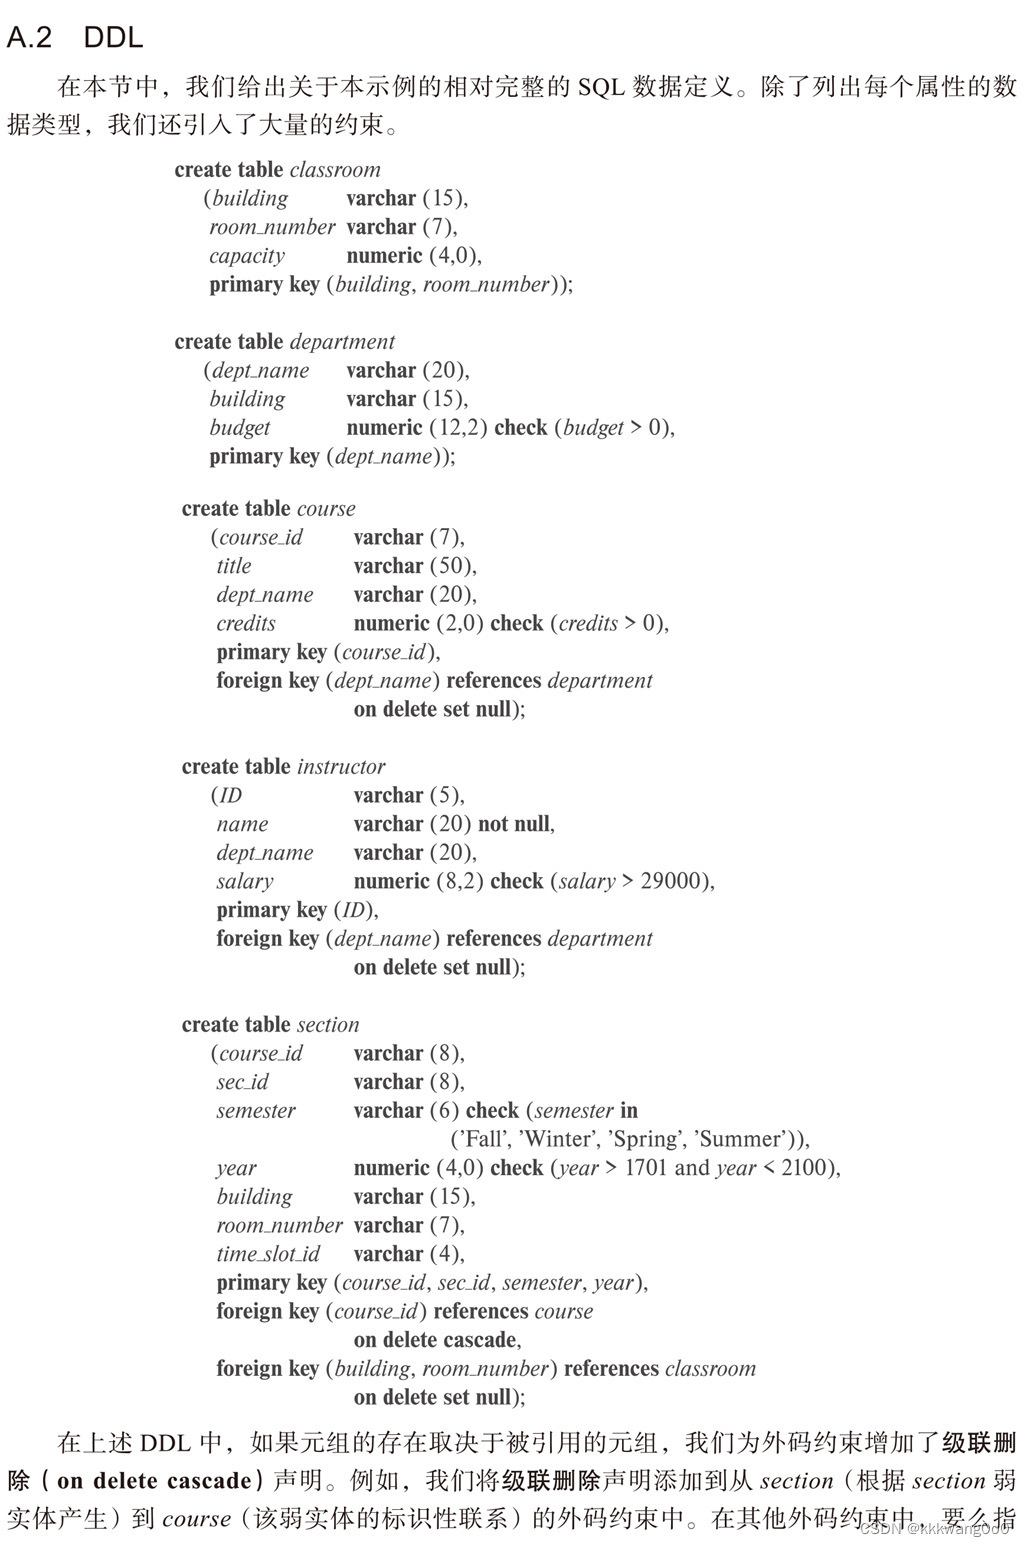 A.2 DDL
在本节中，我们给出关于本示例的相对完整的 SQL 数据定义。除了列出每个属性的数
据类型，我们还引入了大量的约束。
create table classroom
(building varchar (15),
room_number varchar (7),
capacity numeric (4,0),
primary key (building, room_number));
create table department
(dept_name varchar (20),
building varchar (15),
budget numeric (12,2) check (budget > 0),
primary key (dept_name));
create table course
(course_id varchar (7),
title varchar (50),
dept_name varchar (20),
credits numeric (2,0) check (credits > 0),
primary key (course_id),
foreign key (dept_name) references department
on delete set null);
create table instructor
(ID varchar (5),
name varchar (20) not null,
dept_name varchar (20),
salary numeric (8,2) check (salary > 29000),
primary key (ID),
foreign key (dept_name) references department
on delete set null);
create table section
(course_id varchar (8),
sec_id varchar (8),
semester varchar (6) check (semester in
(’Fall’, ’Winter’, ’Spring’, ’Summer’)),
year numeric (4,0) check (year > 1701 and year < 2100),
building varchar (15),
room_number varchar (7),
time_slot_id varchar (4),
primary key (course_id, sec_id, semester, year),
foreign key (course_id) references course
on delete cascade,
foreign key (building, room_number) references classroom
on delete set null);
在上述 DDL 中，如果元组的存在取决于被引用的元组，我们为外码约束增加了级联删
除（on delete cascade）声明。例如，我们将级联删除声明添加到从 section（根据 section 弱
实体产生）到 course（该弱实体的标识性联系）的外码约束中。在其他外码约束中，要么指
CSDN @kkkwang0o0